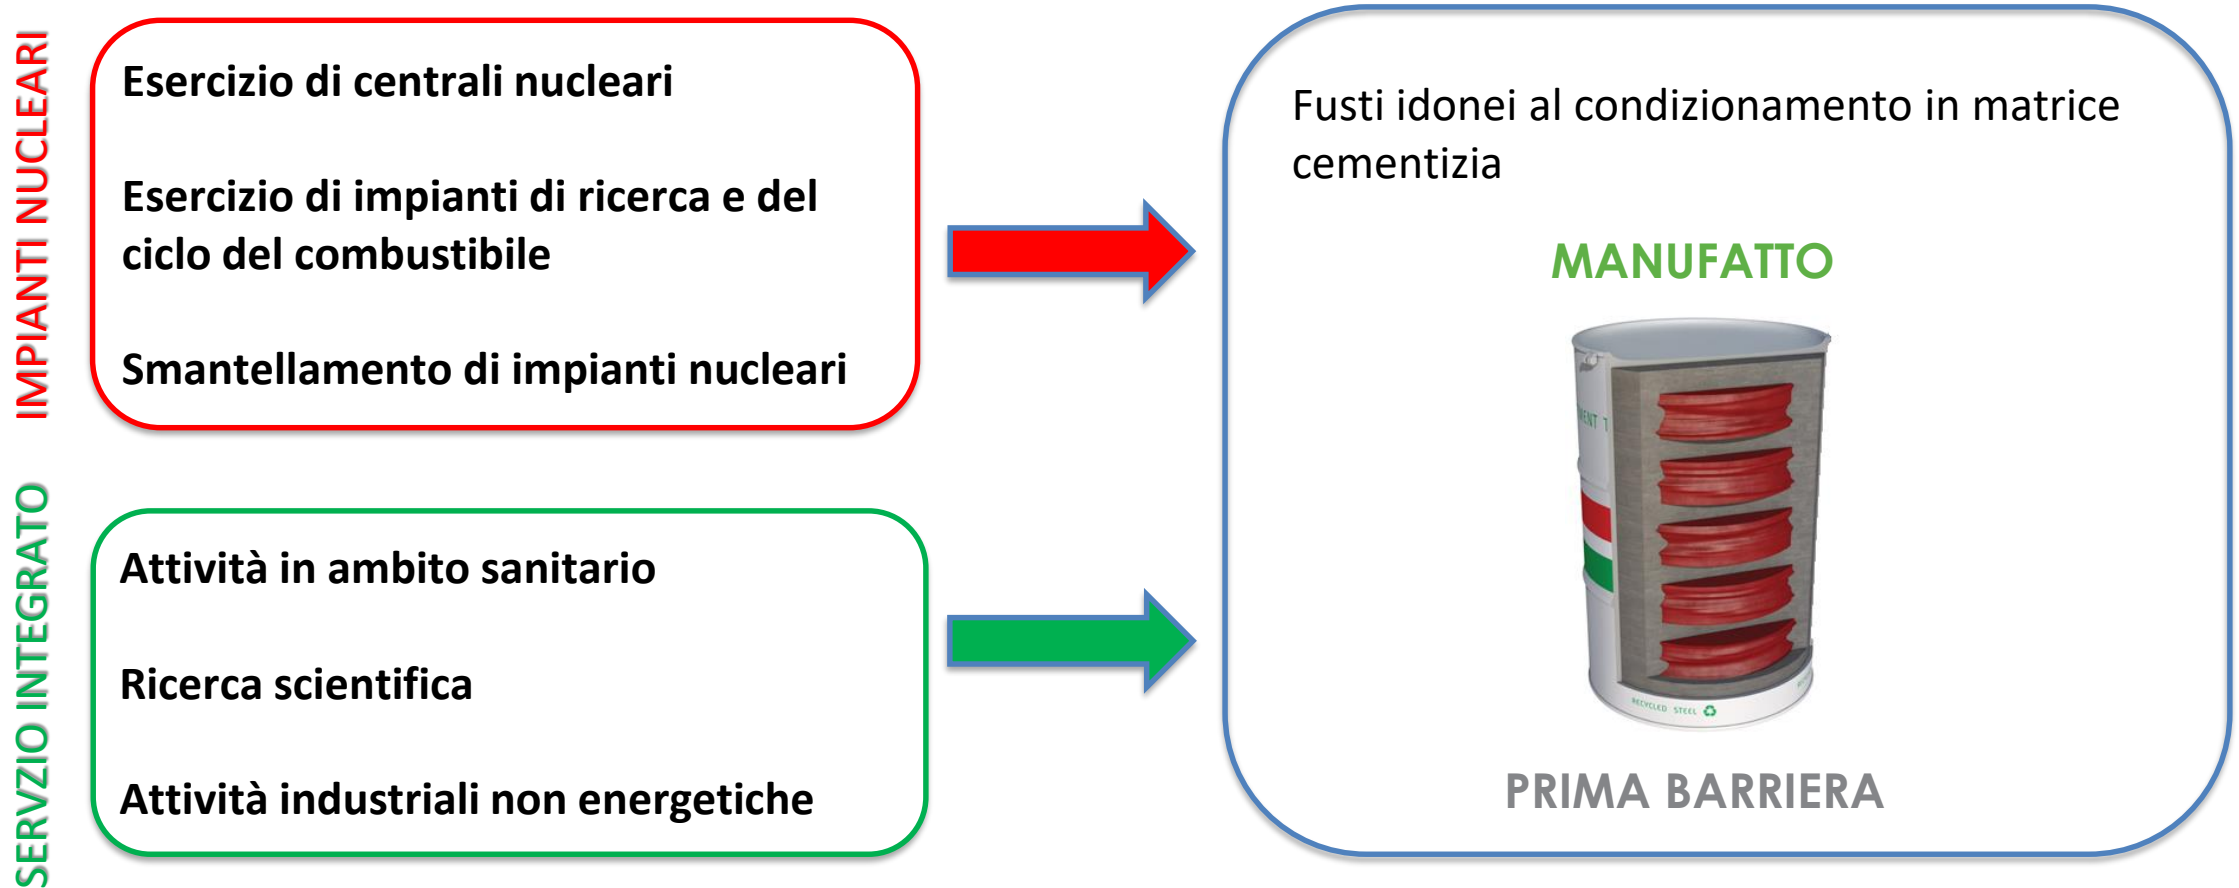 IMPIANTI NUCLEARI
Esercizio di centrali nucleari
Esercizio di impianti di ricerca e del
ciclo del combustibile
Smantellamento di impianti nucleari
SERVZIO INTEGRATO
Attività in ambito sanitario
Ricerca scientifica
Attività industriali non energetiche
Fusti idonei al condizionamento in matrice
cementizia
MANUFATTO
RECYCLED STEEL
PRIMA BARRIERA